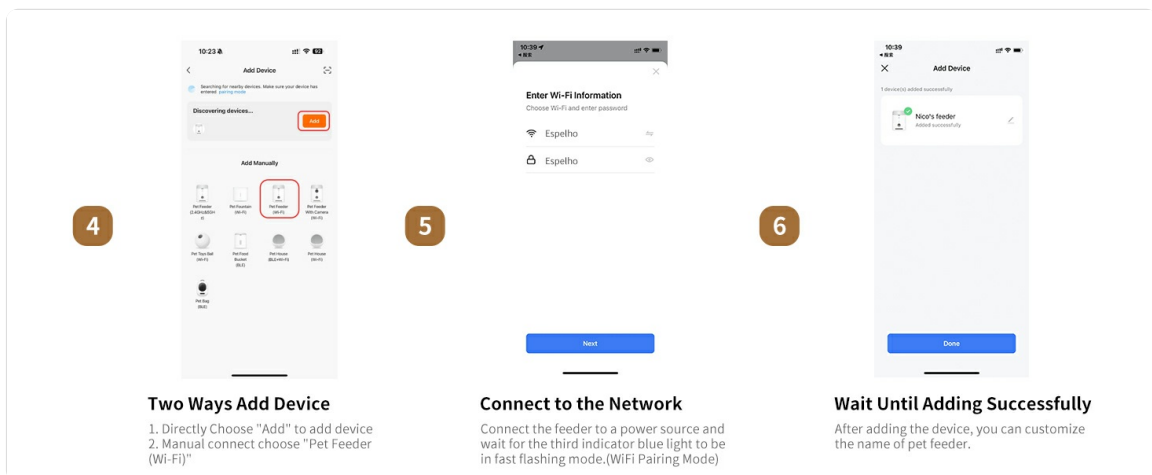 10:23
62
Add Device
Searching for nearby devices. Make sure your device has
entered pairing mode.
Discovering devices...
Add
Add Manually
Pet Feeder
Pet Fountain
(Wi-Fi)
Pet Feeder
(Wi-Fi)
Pet Feeder
With Camera
(Wi-Fi)
Pet Toys Ball
(Wi-Fi)
Pet Food
Bucket
(BLE)
Pet House
(BLE+Wi-Fi)
Pet House
(Wi-Fi)
Pet Bag
(BLE)
4
Two Ways Add Device
1. Directly Choose "Add" to add device
2. Manual connect choose "Pet Feeder
(Wi-Fi)"
10:39
Enter Wi-Fi Information
Choose Wi-Fi and enter password
Espelho
Espelho
Next
5
Connect to the Network
Connect the feeder to a power source and
wait for the third indicator blue light to be
in fast flashing mode.(WiFi Pairing Mode)
10:39
Add Device
1 device(s) added successfully
Nico's feeder
Added successfully
Done
6
Wait Until Adding Successfully
After adding the device, you can customize
the name of pet feeder.